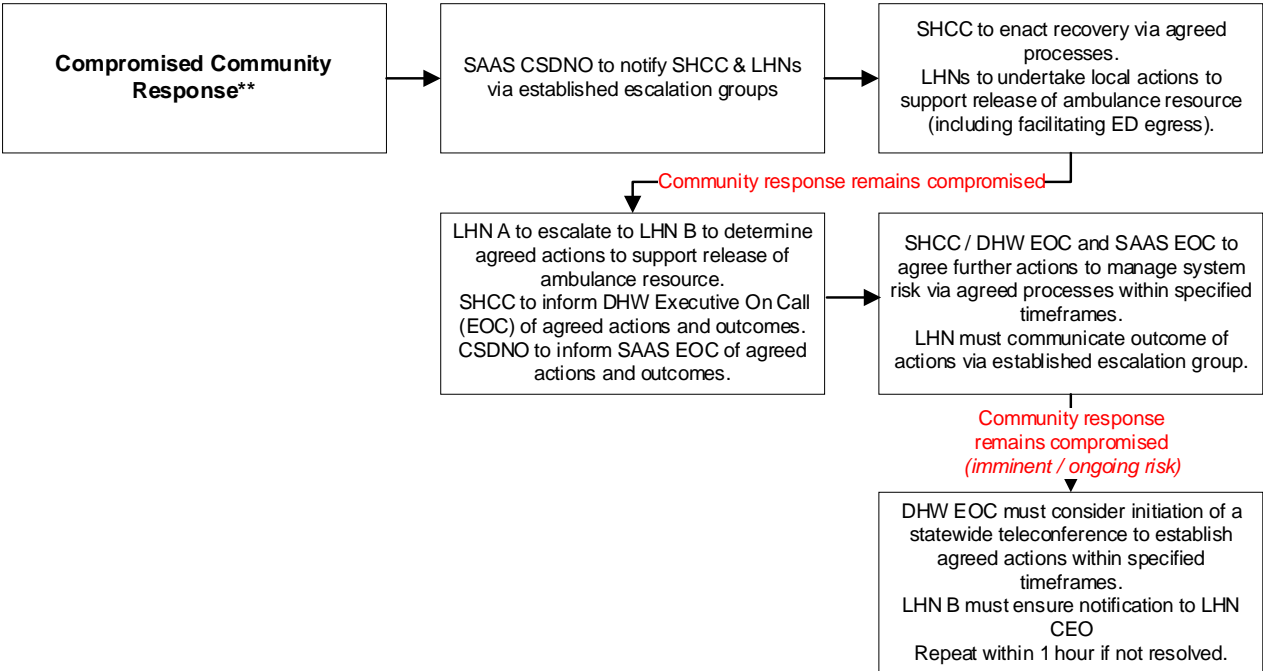 Compromised Community
Response**
SAAS CSDNO to notify SHCC & LHNs
via established escalation groups
SHCC to enact recovery via agreed
processes.
LHNs to undertake local actions to
support release of ambulance resource
(including facilitating ED egress).
Community response remains compromised
LHN A to escalate to LHN B to determine
agreed actions to support release of
ambulance resource.
SHCC to inform DHW Executive On Call
(EOC) of agreed actions and outcomes.
CSDNO to inform SAAS EOC of agreed
actions and outcomes.
SHCC / DHW EOC and SAAS EOC to
agree further actions to manage system
risk via agreed processes within specified
timeframes.
LHN must communicate outcome of
actions via established escalation group.
Community response
remains compromised
(imminent / ongoing risk)
DHW EOC must consider initiation of a
statewide teleconference to establish
agreed actions within specified
timeframes.
LHN B must ensure notification to LHN
CEO
Repeat within 1 hour if not resolved.